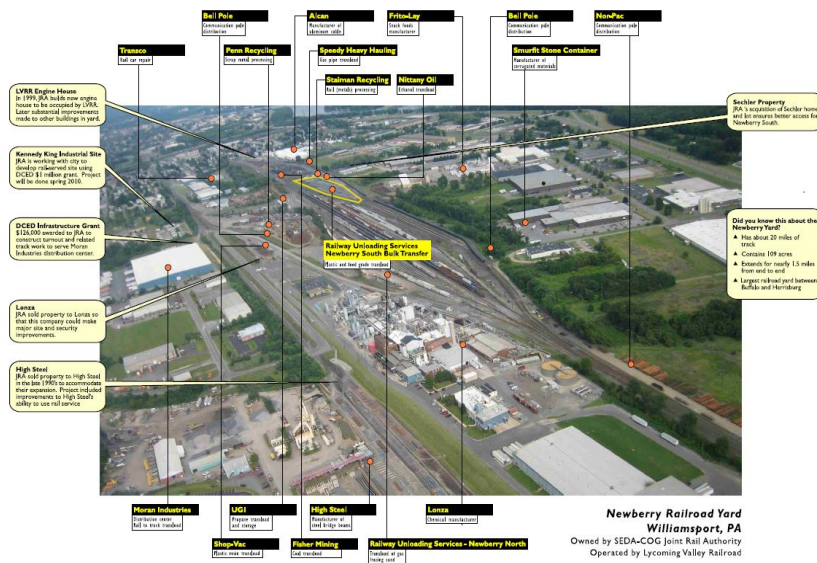 Bell Pole
Communication pole
distribution
Alcan
Manufacturer of
aluminum cable
Frito-Lay
Snack foods
manufacturer
Bell Pole
Communication pole
distribution
Nor-Pac
Communication pole
distribution
Transco
Rail car repair
Penn Recycling
Scrap metal processing
Speedy Heavy Hauling
Gas pipe transload
Smurfit Stone Container
Manufacturer of
corrugated materials
Staiman Recycling
Rail (metals) processing
Nittany Oil
Ethanol transload
LVRR Engine House
In 1999, JRA builds new engine
house to be occupied by LVRR.
Later substantial improvements
made to other buildings in yard.
Sechler Property
JRA's acquisition of Sechler home
and lot ensures better access for
Newberry South.
Kennedy King Industrial Site
JRA is working with city to
develop rail-served site using
DCED $1 million grant. Project
will be done spring 2010.
DCED Infrastructure Grant
$126,000 awarded to JRA to
construct turnout and related
track work to serve Moran
Industries distribution center.
Did you know this about the
Newberry Yard?
▲ Has about 20 miles of
track
▲ Contains 109 acres
▲ Extends for nearly 1.5 miles
from end to end
▲ Largest railroad yard between
Buffalo and Harrisburg
Railway Unloading Services
Newberry South Bulk Transfer
Plastic and food grade transload
Lonza
JRA sold property to Lonza so
that this company could make
major site and security
improvements.
High Steel
JRA sold property to High Steel
in the late 1990's to accommodate
their expansion. Project included
improvements to High Steel's
ability to use rail service
Moran Industries
Distribution center
Rail to truck transload
UGI
Propane transload
and storage
High Steel
Manufacturer of
steel bridge beams
Lonza
Chemical manufacturer
Shop-Vac
Plastic resin transload
Fisher Mining
Coal transload
Railway Unloading Services - Newberry North
Transload of gas
fracing sand
Newberry Railroad Yard
Williamsport, PA
Owned by SEDA-COG Joint Rail Authority
Operated by Lycoming Valley Railroad